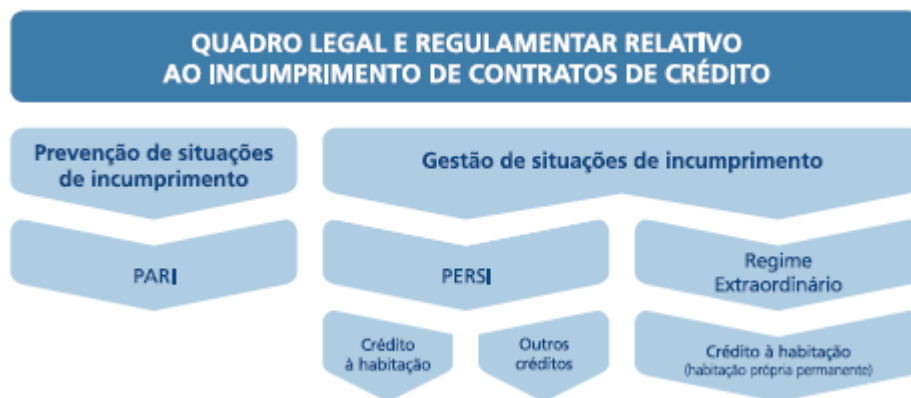 QUADRO LEGAL E REGULAMENTAR RELATIVO
AO INCUMPRIMENTO DE CONTRATOS DE CRÉDITO
Prevenção de situações
de incumprimento
Gestão de situações de incumprimento
PARI
PERSI
Regime
Extraordinário
Crédito
à habitação
Outros
créditos
Crédito à habitação
(habitação própria permanente)